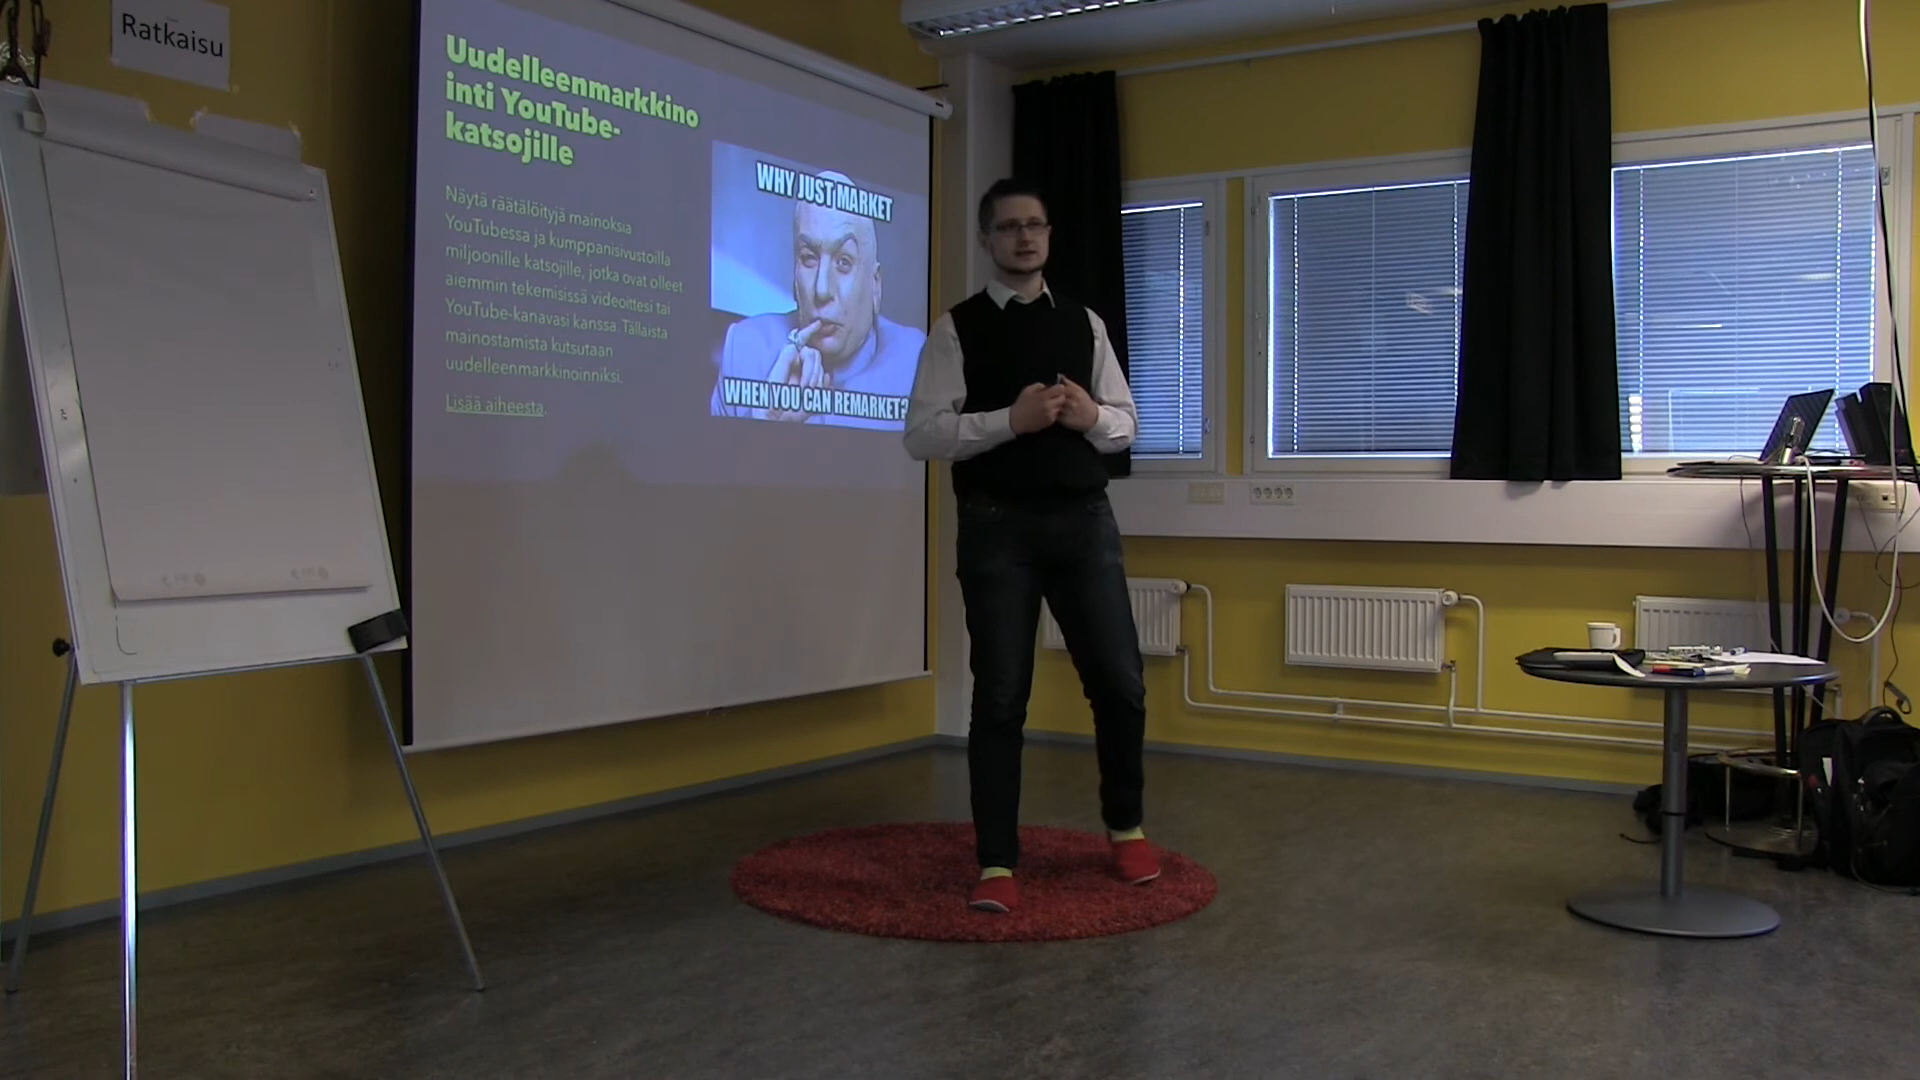 Ratkaisu
Uudelleenmarkkino
inti YouTube-
katsojille
Näytä räätälöityjä mainoksia
YouTubessa ja kumppanisivustoilla
miljoonille katsojille, jotka ovat olleet
aiemmin tekemisissä videoittesi tai
YouTube-kanavasi kanssa. Tällaista
mainostamista kutsutaan
uudelleenmarkkinoinniksi.
Lisää aiheesta.
WHY JUST MARKET
WHEN YOU CAN REMARKET?